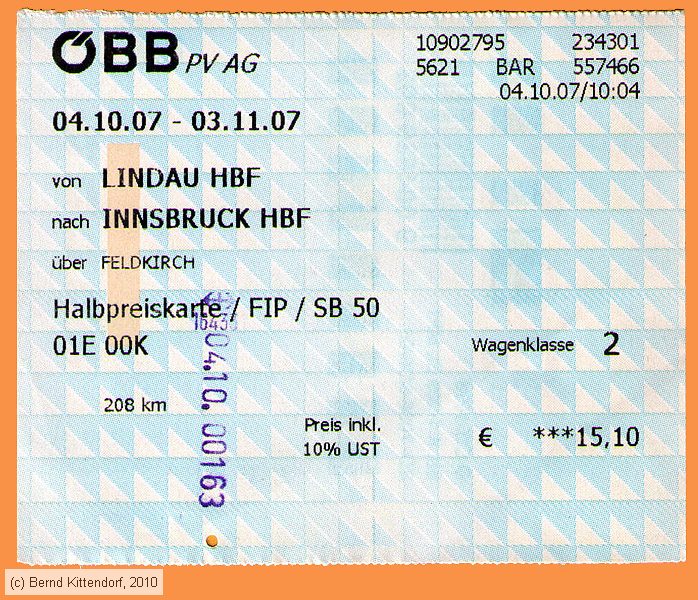 ÖBB PV AG
10902795 234301
5621 BAR 557466
04.10.07/10:04
04.10.07 - 03.11.07
von LINDAU HBF
nach INNSBRUCK HBF
über FELDKIRCH
Halbpreiskarte / FIP / SB 50
01E 00K
Wagenklasse 2
208 km
Preis inkl.
10% UST
€ ***15,10
04.10. 00163
(c) Bernd Kittendorf, 2010